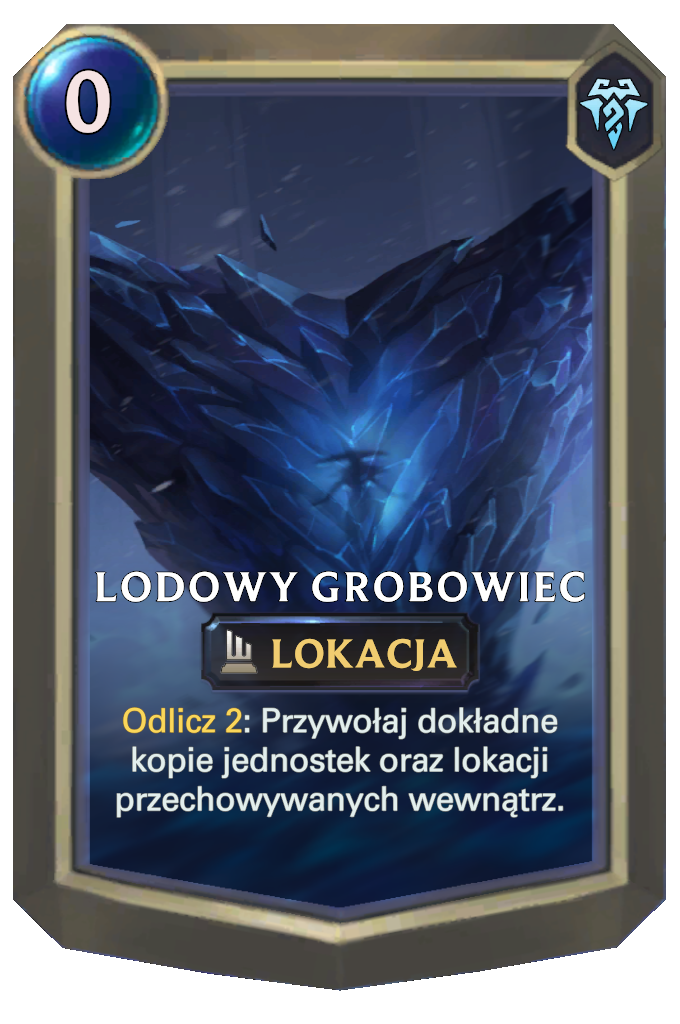 0
LODOWY GROBOWIEC
LOKACJA
Odlicz 2: Przywołaj dokładne
kopie jednostek oraz lokacji
przechowywanych wewnątrz.